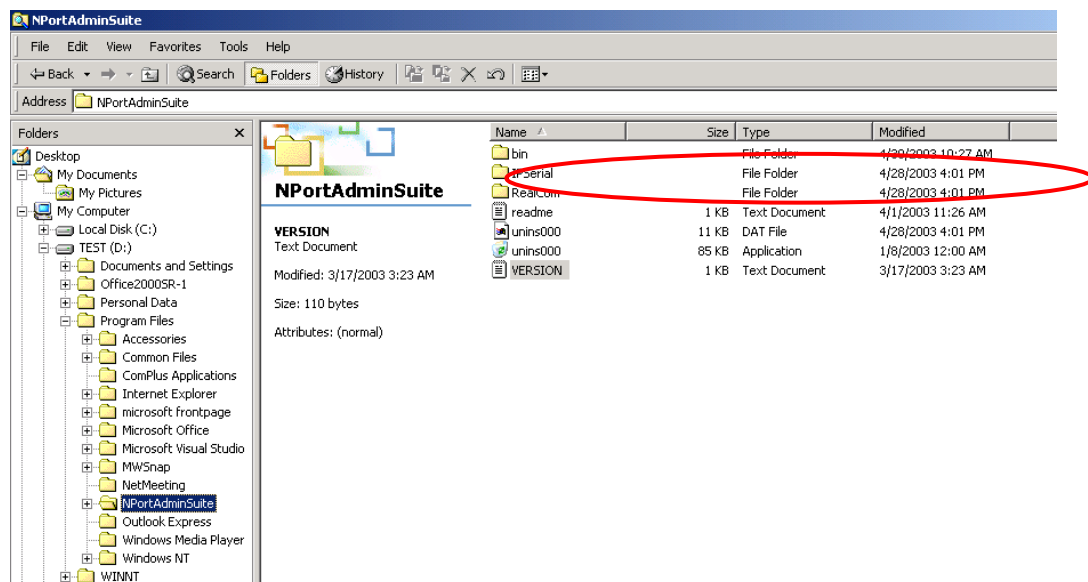 NPortAdminSuite
File Edit View Favorites Tools Help
Back Search Folders History
Address NPortAdminSuite
Folders
Desktop
My Documents
My Pictures
My Computer
Local Disk (C:)
TEST (D:)
Documents and Settings
Office2000SR-1
Personal Data
Program Files
Accessories
Common Files
ComPlus Applications
Internet Explorer
microsoft frontpage
Microsoft Office
Microsoft Visual Studio
MWSnap
NetMeeting
NPortAdminSuite
Outlook Express
Windows Media Player
Windows NT
WINNT
NPortAdminSuite
VERSION
Text Document
Modified: 3/17/2003 3:23 AM
Size: 110 bytes
Attributes: (normal)
Name Size Type Modified
bin File Folder 4/30/2003 10:27 AM
IPSerial File Folder 4/28/2003 4:01 PM
RealCom File Folder 4/28/2003 4:01 PM
readme 1 KB Text Document 4/1/2003 11:26 AM
unins000 11 KB DAT File 4/28/2003 4:01 PM
unins000 85 KB Application 1/8/2003 12:00 AM
VERSION 1 KB Text Document 3/17/2003 3:23 AM